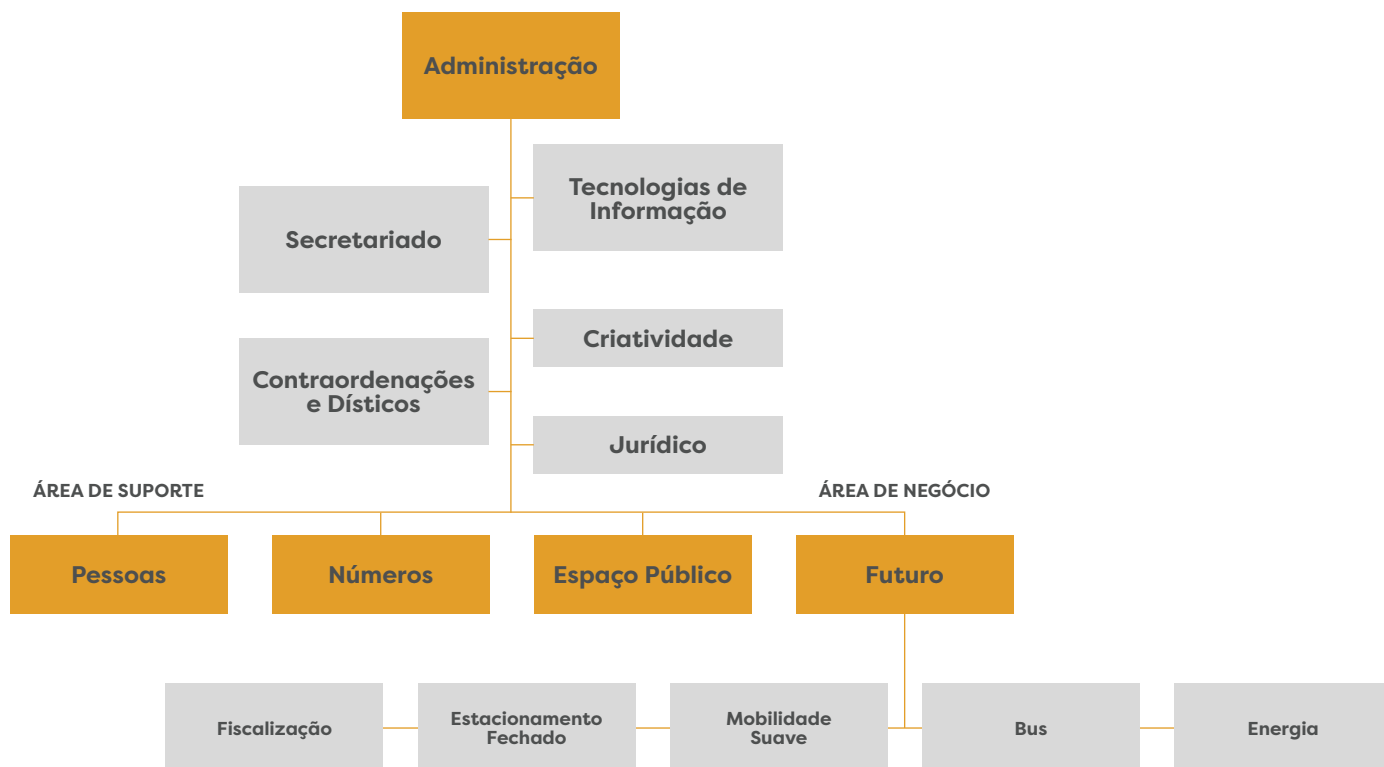 Administração
Tecnologias de
Informação
Secretariado
Criatividade
Contraordenações
e Dísticos
Jurídico
ÁREA DE SUPORTE
ÁREA DE NEGÓCIO
Pessoas
Números
Espaço Público
Futuro
Fiscalização
Estacionamento
Fechado
Mobilidade
Suave
Bus
Energia